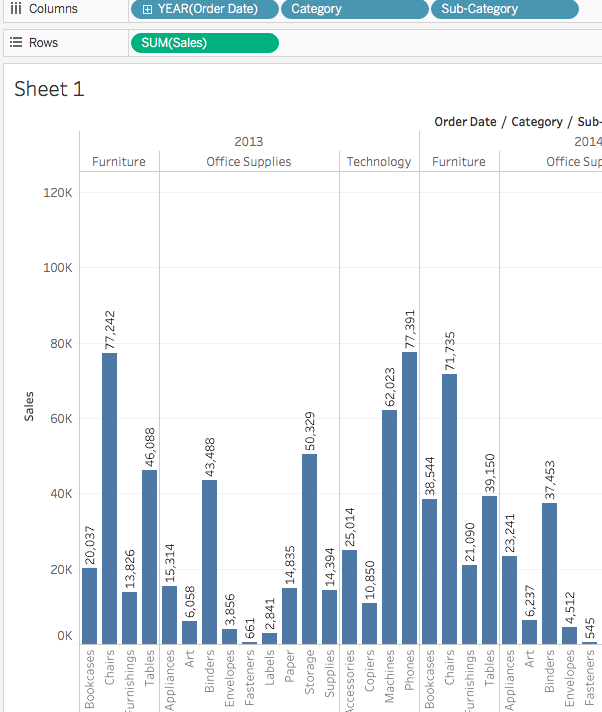 Columns YEAR(Order Date) Category Sub-Category
Rows SUM(Sales)
Sheet 1
Order Date / Category / Sub-
2013 2014
Furniture Office Supplies Technology Furniture Office Sup
120K
100K
80K
60K
40K
20K
0K
Sales
20,037
77,242
13,826
46,088
15,314
6,058
43,488
3,856
661
2,841
14,835
50,329
14,394
25,014
10,850
62,023
77,391
38,544
71,735
21,090
39,150
23,241
6,237
37,453
4,512
545
Bookcases
Chairs
Furnishings
Tables
Appliances
Art
Binders
Envelopes
Fasteners
Labels
Paper
Storage
Supplies
Accessories
Copiers
Machines
Phones
Bookcases
Chairs
Furnishings
Tables
Appliances
Art
Binders
Envelopes
Fasteners